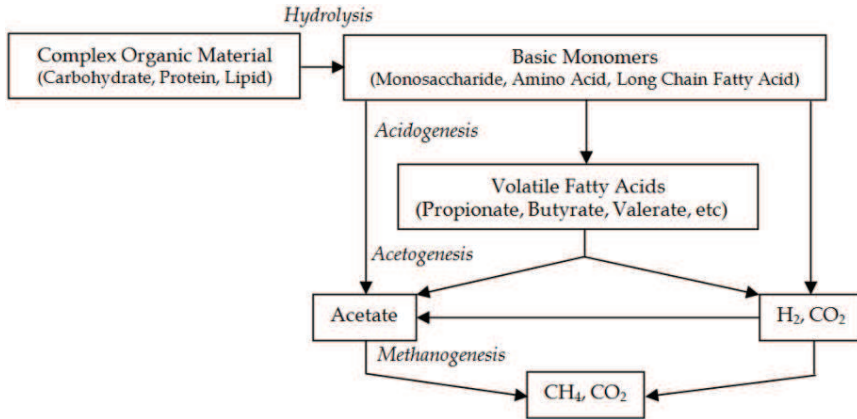 Hydrolysis
Complex Organic Material
(Carbohydrate, Protein, Lipid)
Basic Monomers
(Monosaccharide, Amino Acid, Long Chain Fatty Acid)
Acidogenesis
Volatile Fatty Acids
(Propionate, Butyrate, Valerate, etc)
Acetogenesis
Acetate
H₂, CO₂
Methanogenesis
CH₄, CO₂